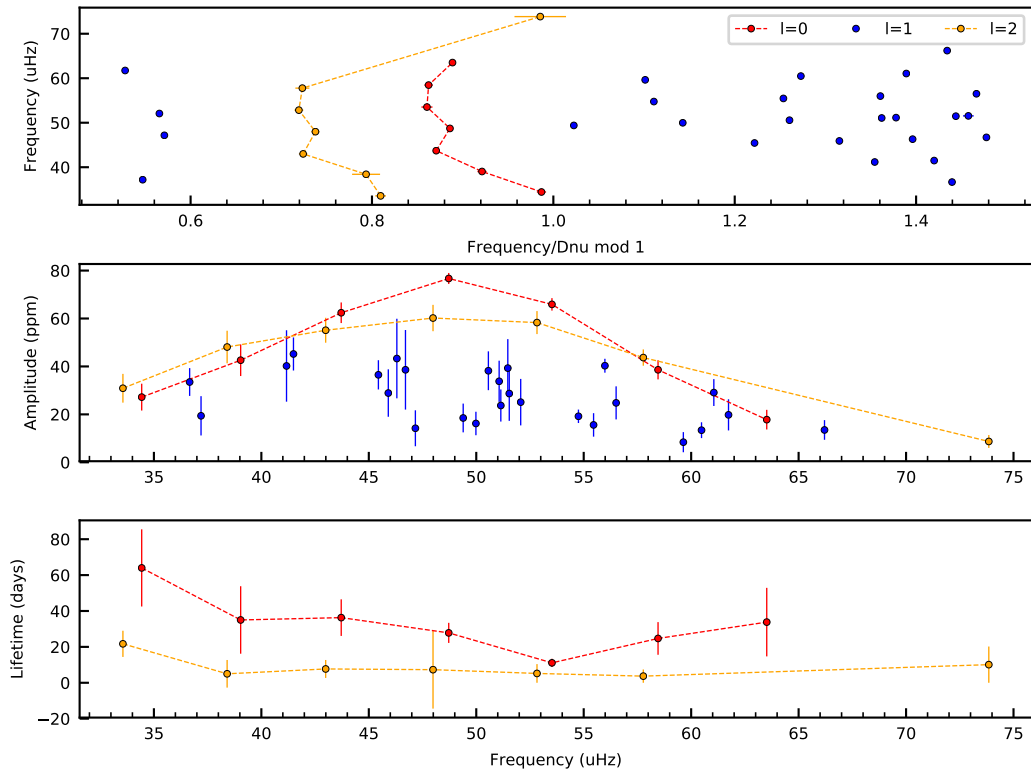 Frequency (uHz)
70
60
50
40
l=0 l=1 l=2
0.6 0.8 1.0 1.2 1.4
Frequency/Dnu mod 1
Amplitude (ppm)
80
60
40
20
0
35 40 45 50 55 60 65 70 75
Lifetime (days)
80
60
40
20
0
−20
35 40 45 50 55 60 65 70 75
Frequency (uHz)